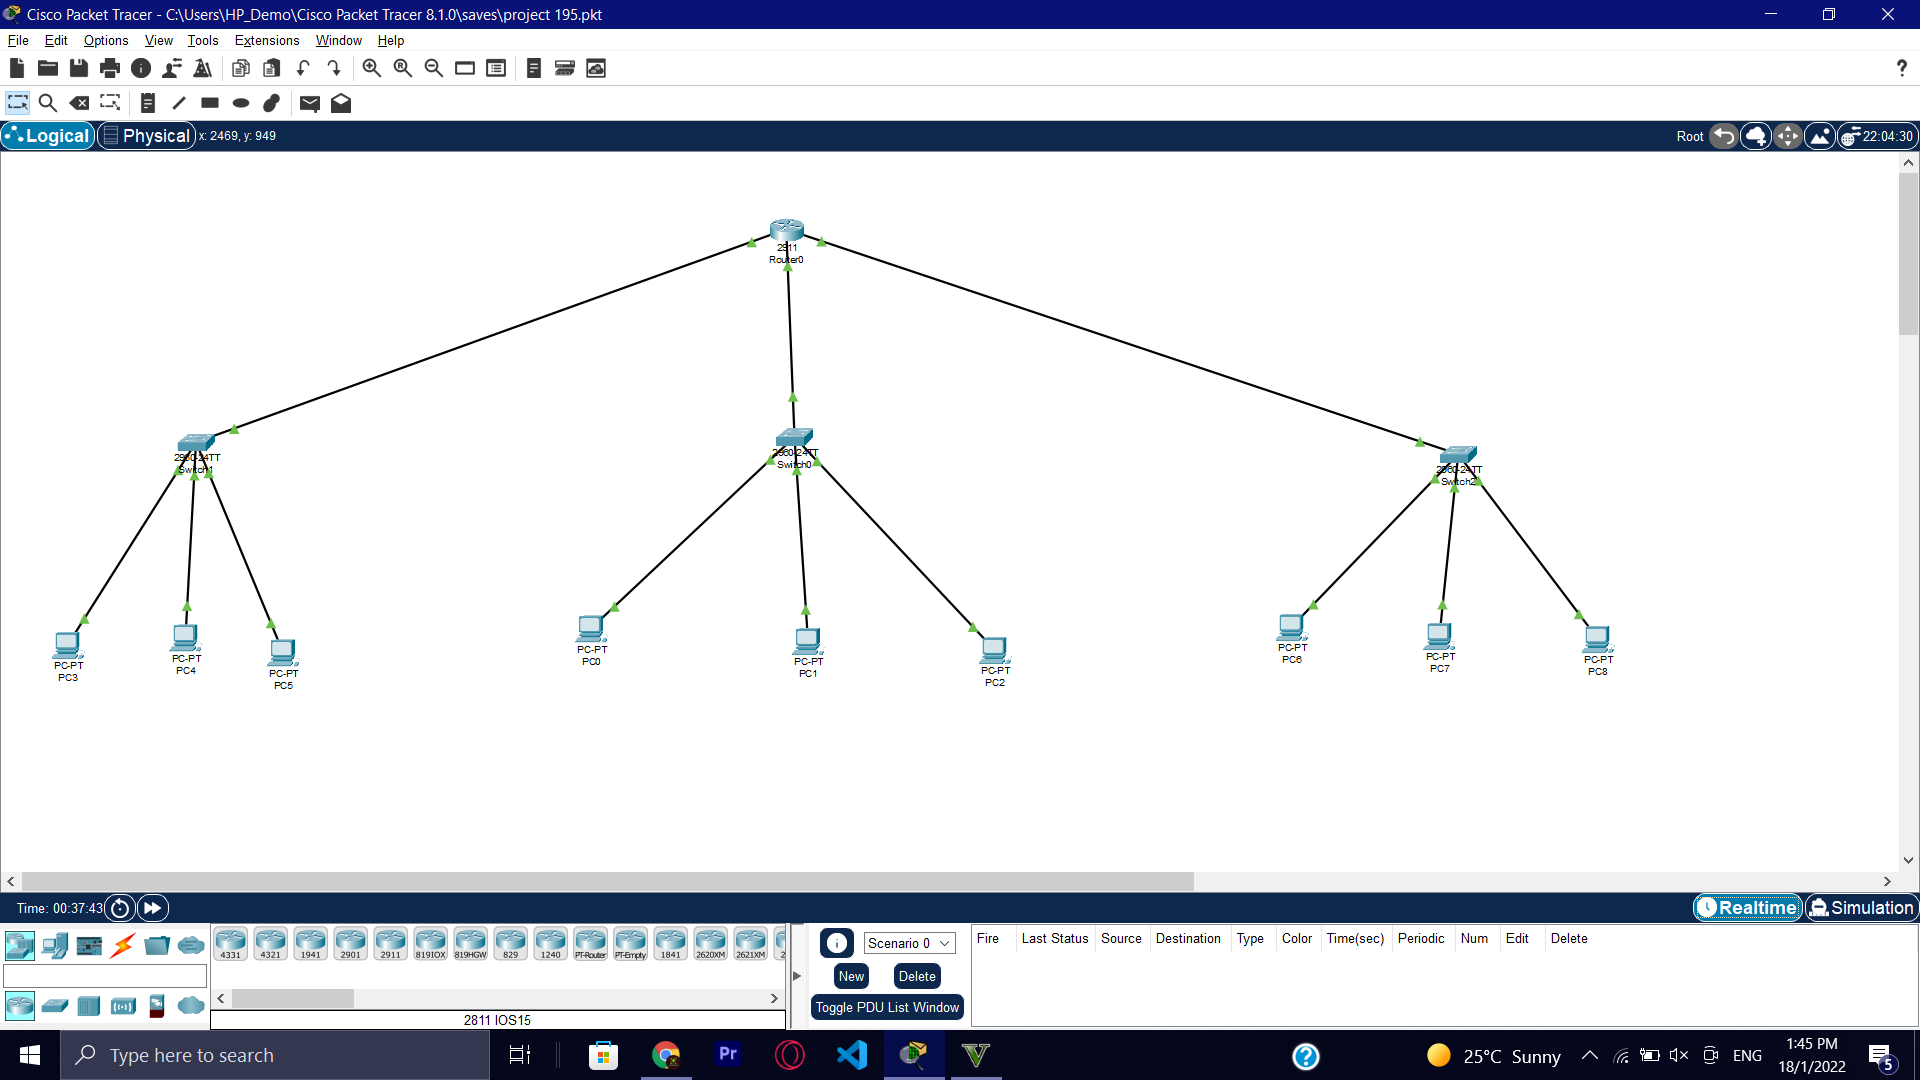 Cisco Packet Tracer - C:\Users\HP_Demo\Cisco Packet Tracer 8.1.0\saves\project 195.pkt
File Edit Options View Tools Extensions Window Help
?
Logical Physical x: 2469, y: 949 Root 22:04:30
2811
Router0
2960-24TT
Switch1
2960-24TT
Switch0
2960-24TT
Switch2
PC-PT
PC3
PC-PT
PC4
PC-PT
PC5
PC-PT
PC0
PC-PT
PC1
PC-PT
PC2
PC-PT
PC6
PC-PT
PC7
PC-PT
PC8
Time: 00:37:43 Realtime Simulation
4331 4321 1941 2901 2911 819IOX 819HGW 829 1240 PT-Router PT-Empty 1841 2620XM 2621XM 2
2811 IOS15
Scenario 0
New Delete
Toggle PDU List Window
Fire Last Status Source Destination Type Color Time(sec) Periodic Num Edit Delete
Type here to search
Pr
25°C Sunny
ENG
1:45 PM
18/1/2022
5